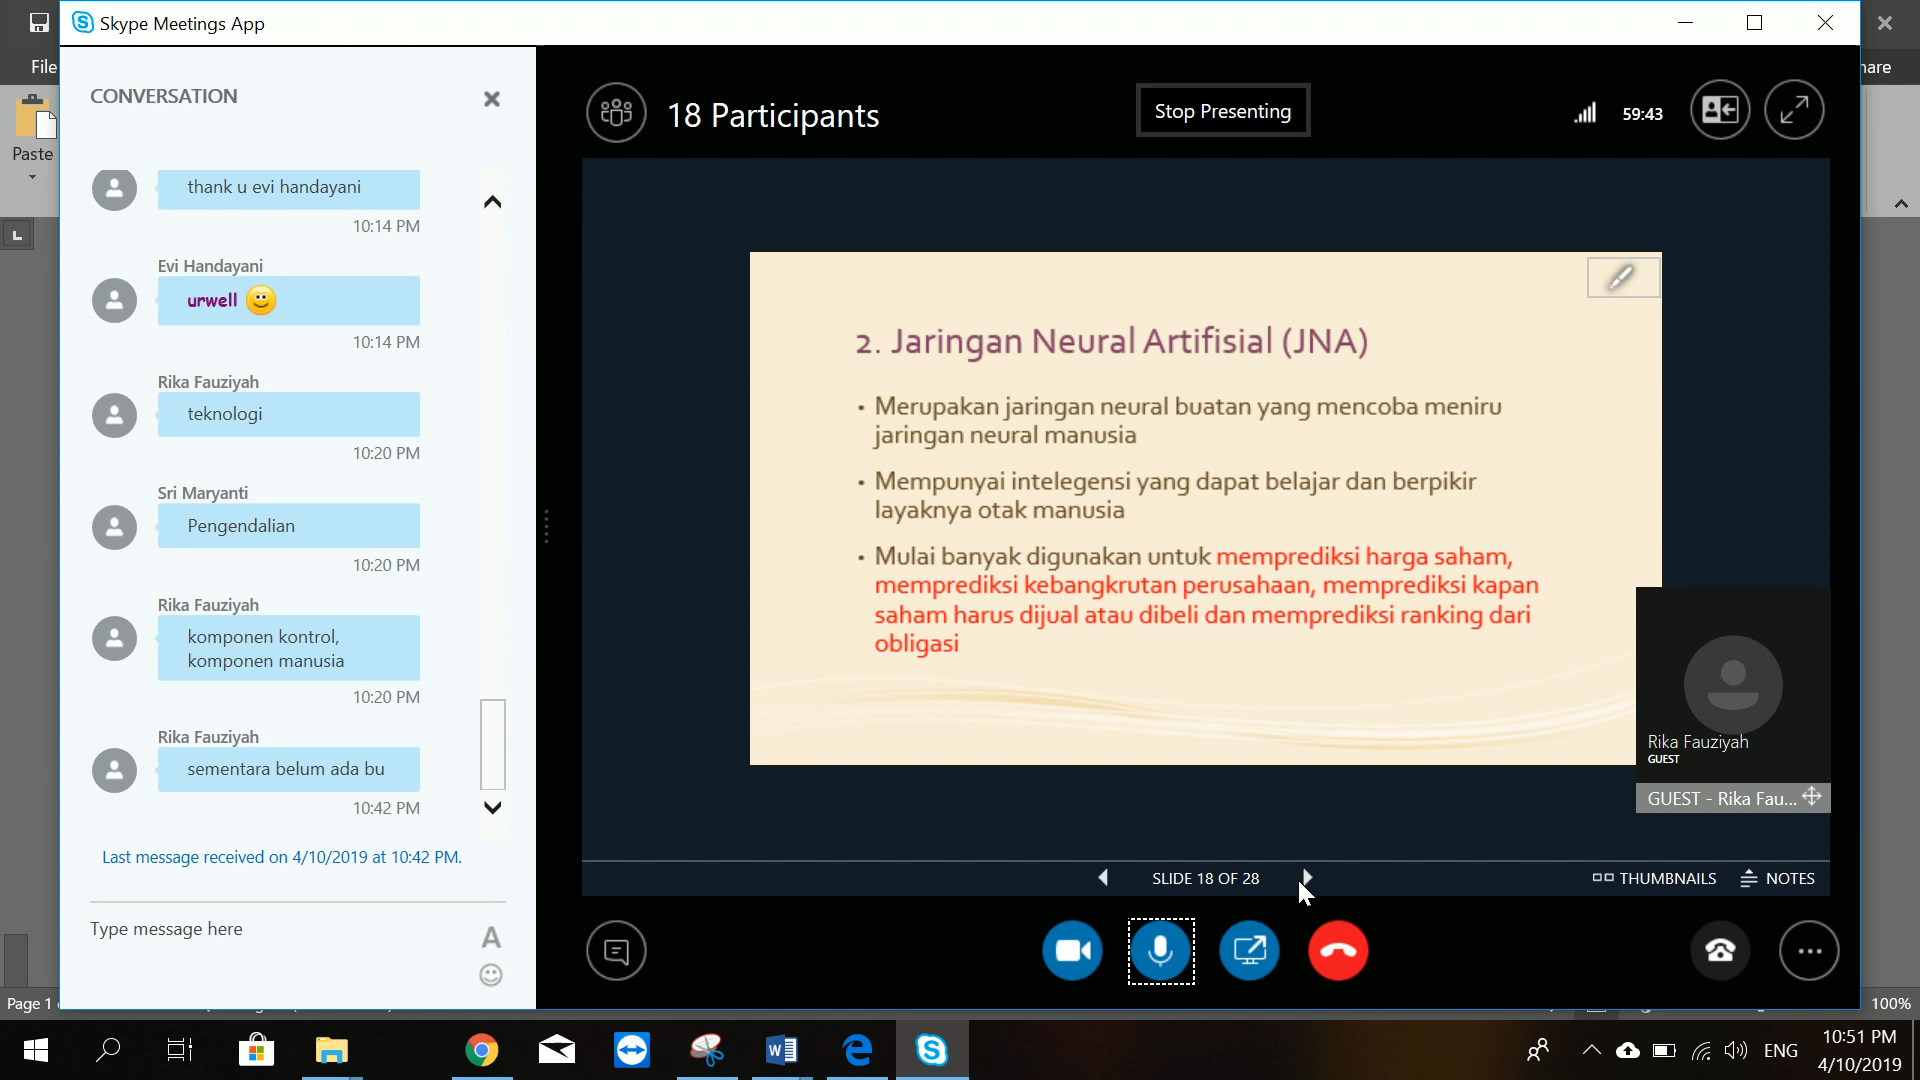 Skype Meetings App
File
hare
Paste
CONVERSATION
thank u evi handayani
10:14 PM
Evi Handayani
urwell
10:14 PM
Rika Fauziyah
teknologi
10:20 PM
Sri Maryanti
Pengendalian
10:20 PM
Rika Fauziyah
komponen kontrol,
komponen manusia
10:20 PM
Rika Fauziyah
sementara belum ada bu
10:42 PM
Last message received on 4/10/2019 at 10:42 PM.
Type message here
A
18 Participants
Stop Presenting
59:43
2. Jaringan Neural Artifisial (JNA)
• Merupakan jaringan neural buatan yang mencoba meniru
jaringan neural manusia
• Mempunyai intelegensi yang dapat belajar dan berpikir
layaknya otak manusia
• Mulai banyak digunakan untuk memprediksi harga saham,
memprediksi kebangkrutan perusahaan, memprediksi kapan
saham harus dijual atau dibeli dan memprediksi ranking dari
obligasi
Rika Fauziyah
GUEST
GUEST - Rika Fau...
SLIDE 18 OF 28
THUMBNAILS
NOTES
Page 1
100%
ENG
10:51 PM
4/10/2019